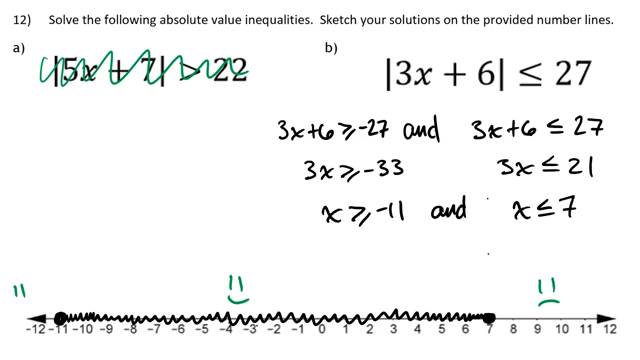 12) Solve the following absolute value inequalities. Sketch your solutions on the provided number lines.
a) |5x + 7| > 22
b) |3x + 6| ≤ 27
3x+6 ≥ -27 and 3x+6 ≤ 27
3x ≥ -33 3x ≤ 21
x ≥ -11 and x ≤ 7
-12 -11 -10 -9 -8 -7 -6 -5 -4 -3 -2 -1 0 1 2 3 4 5 6 7 8 9 10 11 12